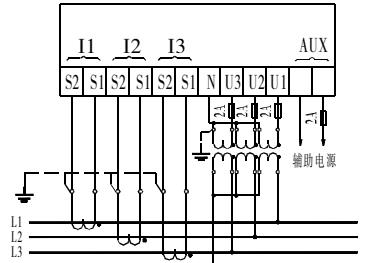 I1 I2 I3 AUX
S2 S1 S2 S1 S2 S1 N U3 U2 U1
2A 2A 2A 2A
辅助电源
L1
L2
L3